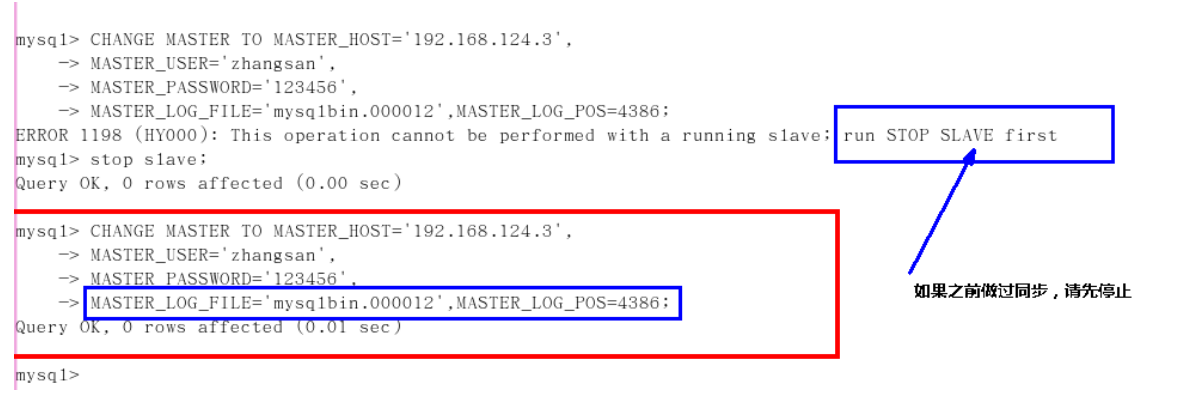 mysql> CHANGE MASTER TO MASTER_HOST='192.168.124.3',
    -> MASTER_USER='zhangsan',
    -> MASTER_PASSWORD='123456',
    -> MASTER_LOG_FILE='mysqlbin.000012',MASTER_LOG_POS=4386;
ERROR 1198 (HY000): This operation cannot be performed with a running slave; run STOP SLAVE first
mysql> stop slave;
Query OK, 0 rows affected (0.00 sec)
mysql> CHANGE MASTER TO MASTER_HOST='192.168.124.3',
    -> MASTER_USER='zhangsan',
    -> MASTER_PASSWORD='123456',
    -> MASTER_LOG_FILE='mysqlbin.000012',MASTER_LOG_POS=4386;
如果之前做过同步，请先停止
Query OK, 0 rows affected (0.01 sec)
mysql>